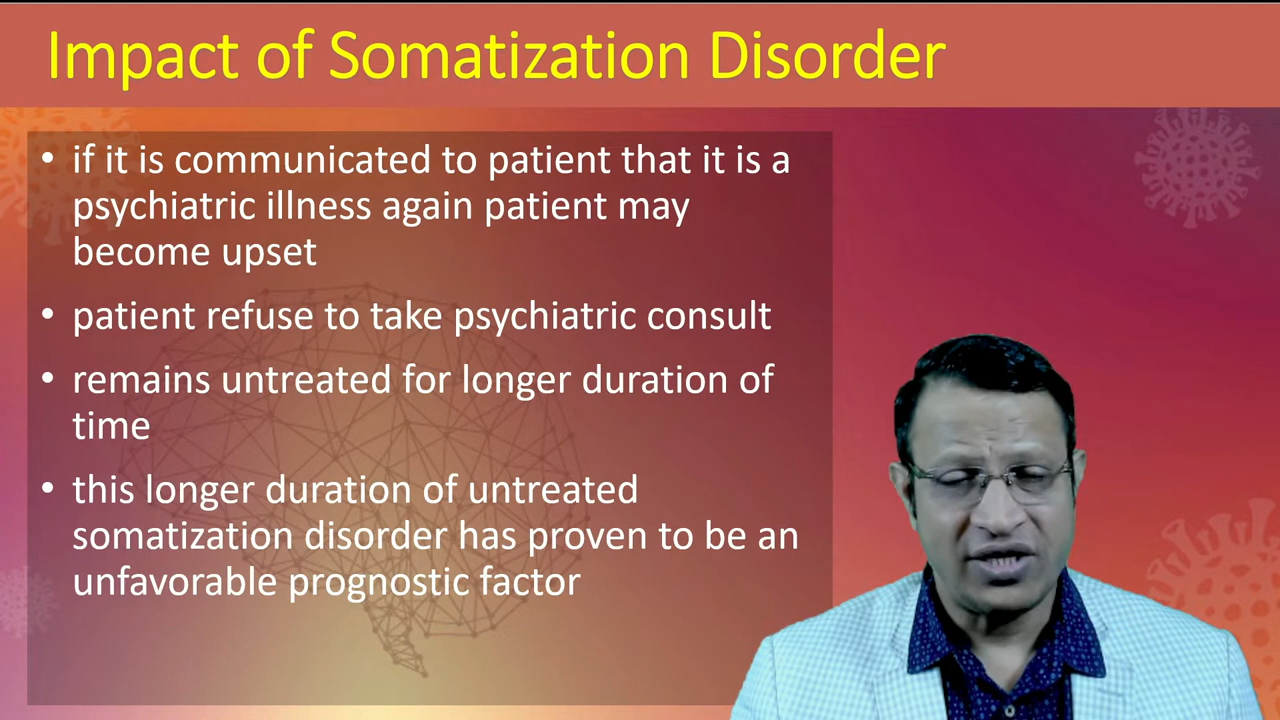 Impact of Somatization Disorder
• if it is communicated to patient that it is a
psychiatric illness again patient may
become upset
• patient refuse to take psychiatric consult
• remains untreated for longer duration of
time
• this longer duration of untreated
somatization disorder has proven to be an
unfavorable prognostic factor